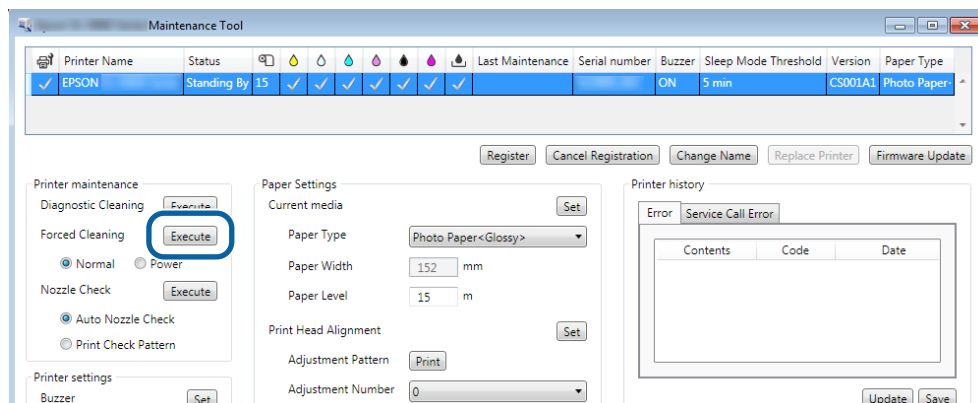 Maintenance Tool
Printer Name Status Last Maintenance Serial number Buzzer Sleep Mode Threshold Version Paper Type
EPSON Standing By 15 ON 5 min CS001A1 Photo Paper<
Register Cancel Registration Change Name Replace Printer Firmware Update
Printer maintenance
Diagnostic Cleaning Execute
Forced Cleaning Execute
Normal Power
Nozzle Check Execute
Auto Nozzle Check
Print Check Pattern
Printer settings
Buzzer Set
Paper Settings
Current media Set
Paper Type Photo Paper<Glossy>
Paper Width 152 mm
Paper Level 15 m
Print Head Alignment Set
Adjustment Pattern Print
Adjustment Number 0
Printer history
Error Service Call Error
Contents Code Date
Update Save